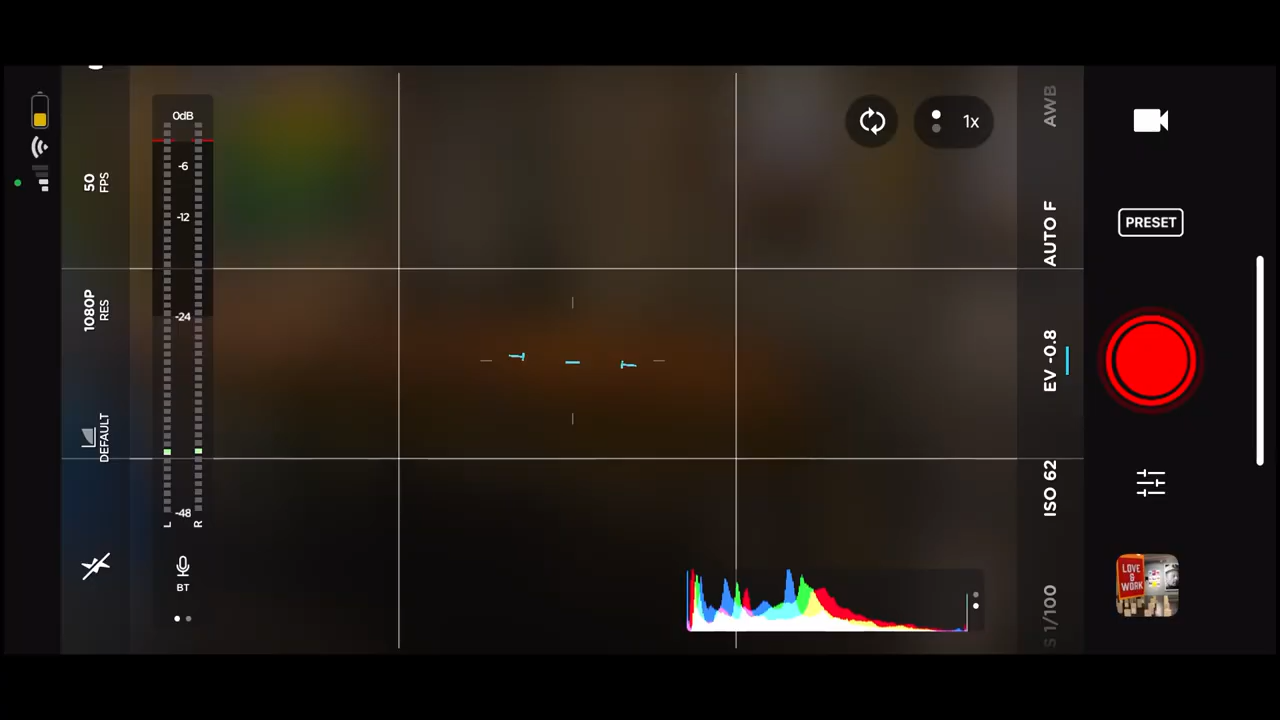 50
FPS
1080P
RES
DEFAULT
0dB
-6
-12
-24
-48
L R
BT
1x
AWB
AUTO F
EV -0.8
ISO 62
S 1/100
PRESET
LOVE
&
WORK